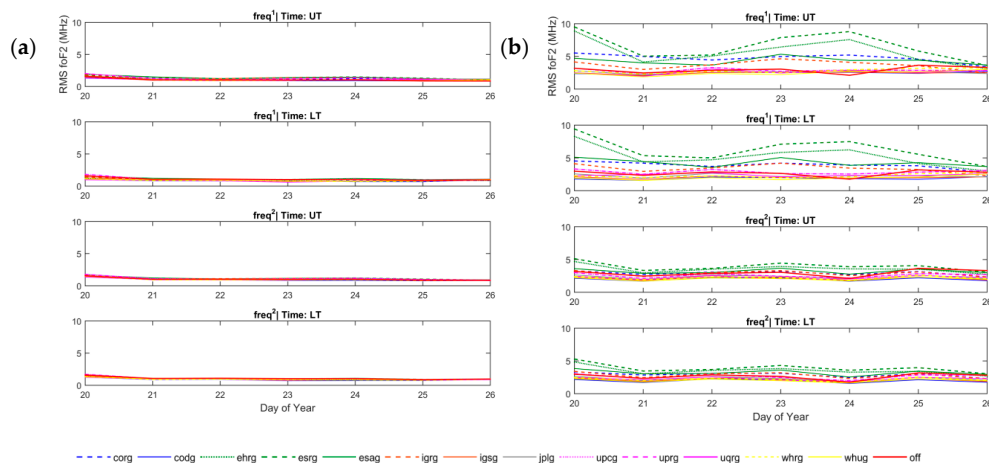 (a)
freq1| Time: UT
RMS foF2 (MHz)
10
5
0
20 21 22 23 24 25 26
freq1| Time: LT
10
5
0
20 21 22 23 24 25 26
freq2| Time: UT
10
5
0
20 21 22 23 24 25 26
freq2| Time: LT
10
5
0
20 21 22 23 24 25 26
Day of Year
(b)
freq1| Time: UT
RMS foF2 (MHz)
10
5
0
20 21 22 23 24 25 26
freq1| Time: LT
10
5
0
20 21 22 23 24 25 26
freq2| Time: UT
10
5
0
20 21 22 23 24 25 26
freq2| Time: LT
10
5
0
20 21 22 23 24 25 26
Day of Year
corg codg ehrg esrg esag igrg igsg jplg upcg uprg uqrg whrg whug off